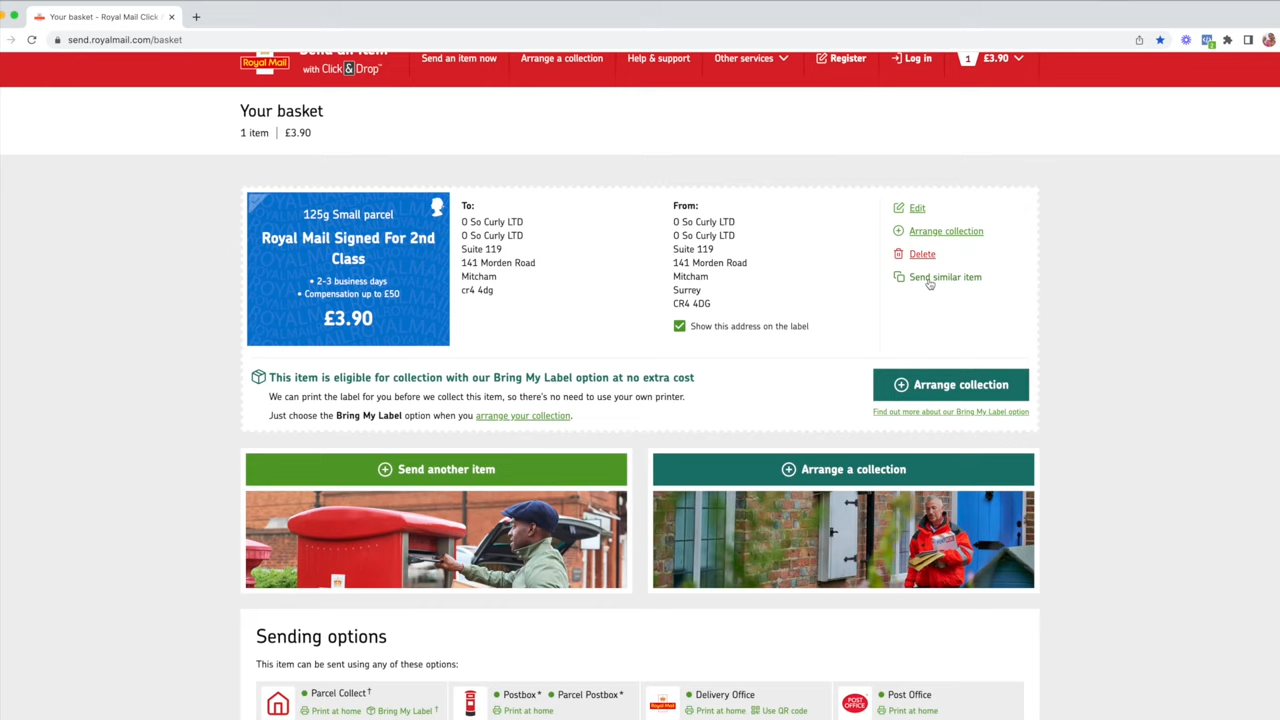 Your basket - Royal Mail Click
send.royalmail.com/basket
2
Royal Mail
Send an item
with Click & Drop™
Send an item now
Arrange a collection
Help & support
Other services
Register
Log in
1 £3.90
Your basket
1 item | £3.90
125g Small parcel
Royal Mail Signed For 2nd
Class
• 2-3 business days
• Compensation up to £50
£3.90
To:
O So Curly LTD
O So Curly LTD
Suite 119
141 Morden Road
Mitcham
cr4 4dg
From:
O So Curly LTD
O So Curly LTD
Suite 119
141 Morden Road
Mitcham
Surrey
CR4 4DG
Show this address on the label
Edit
Arrange collection
Delete
Send similar item
This item is eligible for collection with our Bring My Label option at no extra cost
We can print the label for you before we collect this item, so there's no need to use your own printer.
Just choose the Bring My Label option when you arrange your collection.
Arrange collection
Find out more about our Bring My Label option
Send another item
Arrange a collection
Sending options
This item can be sent using any of these options:
Parcel Collect†
Print at home Bring My Label †
Postbox* Parcel Postbox*
Print at home
Royal Mail
Delivery Office
Print at home Use QR code
POST OFFICE
Post Office
Print at home